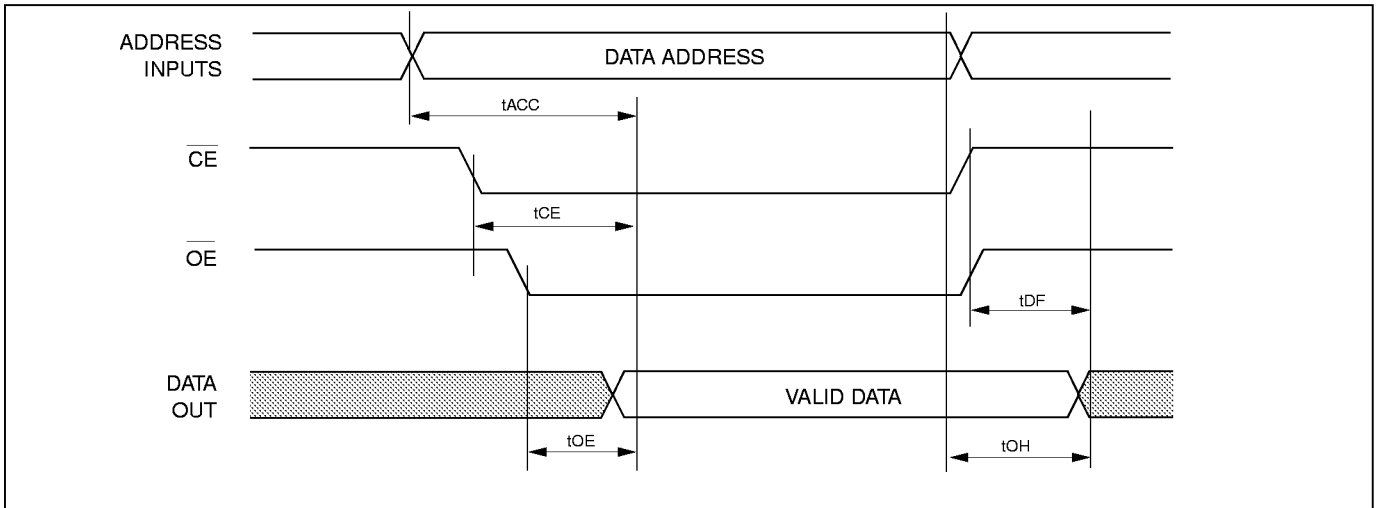 ADDRESS
INPUTS
DATA ADDRESS
tACC
CE
tCE
OE
tDF
DATA
OUT
VALID DATA
tOE
tOH